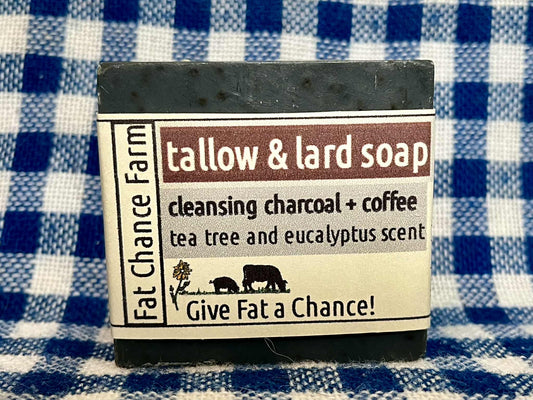 Fat Chance Farm
tallow & lard soap
cleansing charcoal + coffee
tea tree and eucalyptus scent
Give Fat a Chance!